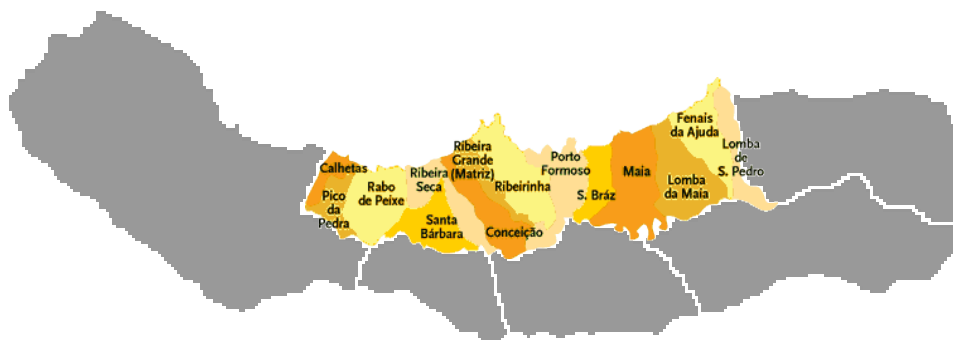 Calhetas
Pico
da
Pedra
Rabo
de Peixe
Ribeira
Seca
Santa
Bárbara
Ribeira
Grande
(Matriz)
Ribeirinha
Conceição
Porto
Formoso
S. Bráz
Maia
Fenais
da Ajuda
Lomba
da Maia
Lomba
de
S. Pedro